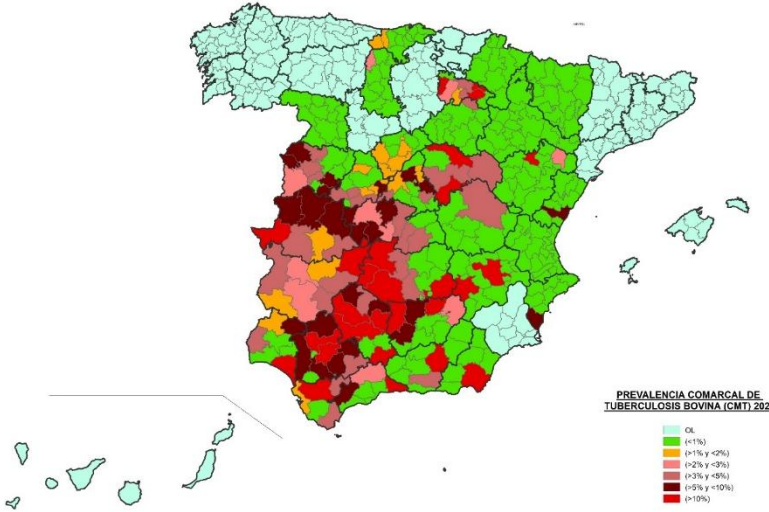 PREVALENCIA COMARCAL DE
TUBERCULOSIS BOVINA (CMT) 202
OL
(<1%)
(>1% y <2%)
(>2% y <3%)
(>3% y <5%)
(>5% y <10%)
(>10%)